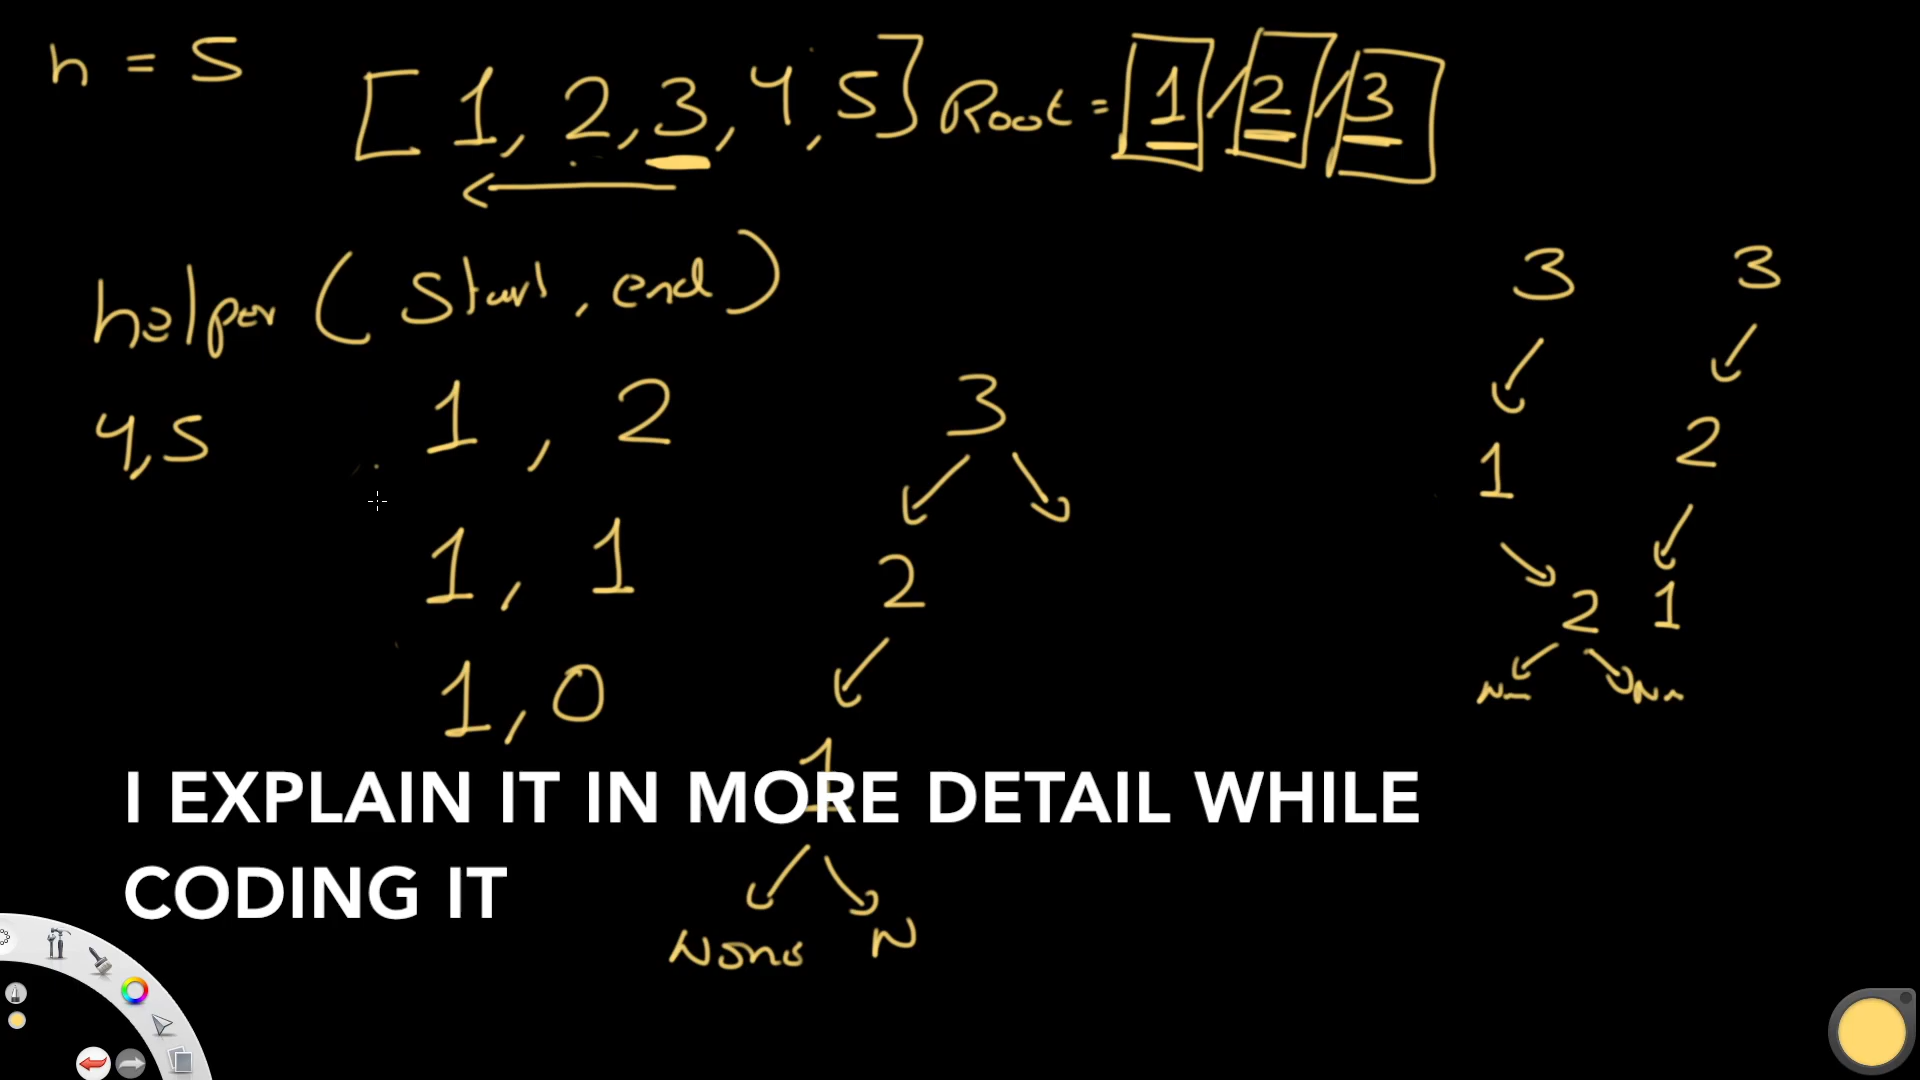 n = 5
[ 1, 2, 3, 4, 5 ] Root = 1 / 2 / 3
helper ( Start, end )
3 3
4,5 1 , 2 3
1 2
1, 1 2
2 1
1,0
1
I EXPLAIN IT IN MORE DETAIL WHILE
CODING IT
None N